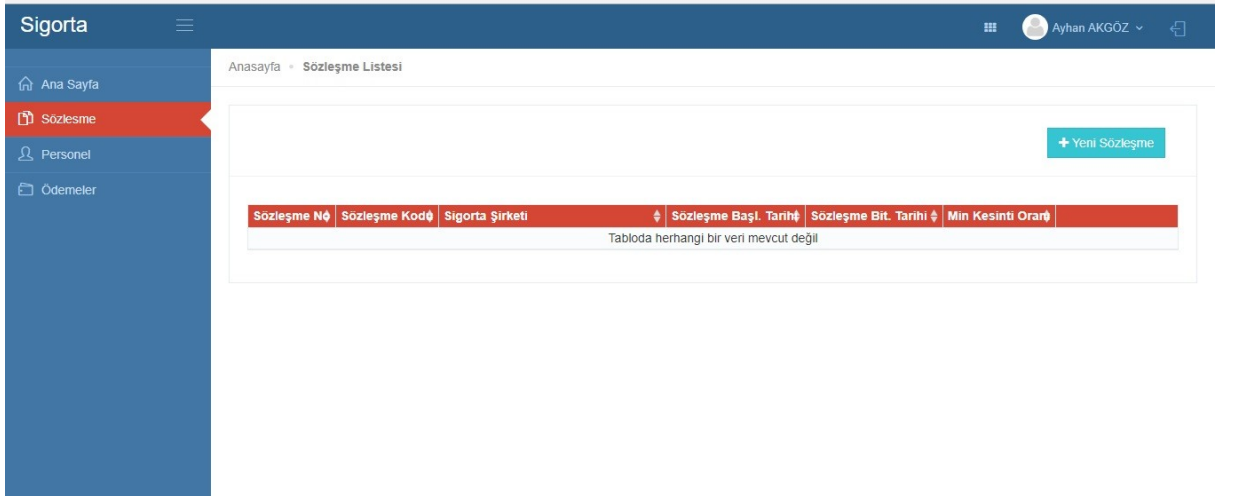 Sigorta
Ayhan AKGÖZ
Anasayfa Sözleşme Listesi
Ana Sayfa
Sözlesme
Personel
Ödemeler
+ Yeni Sözleşme
Sözleşme No Sözleşme Kodu Sigorta Şirketi Sözleşme Başl. Tarihi Sözleşme Bit. Tarihi Min Kesinti Oranı
Tabloda herhangi bir veri mevcut değil